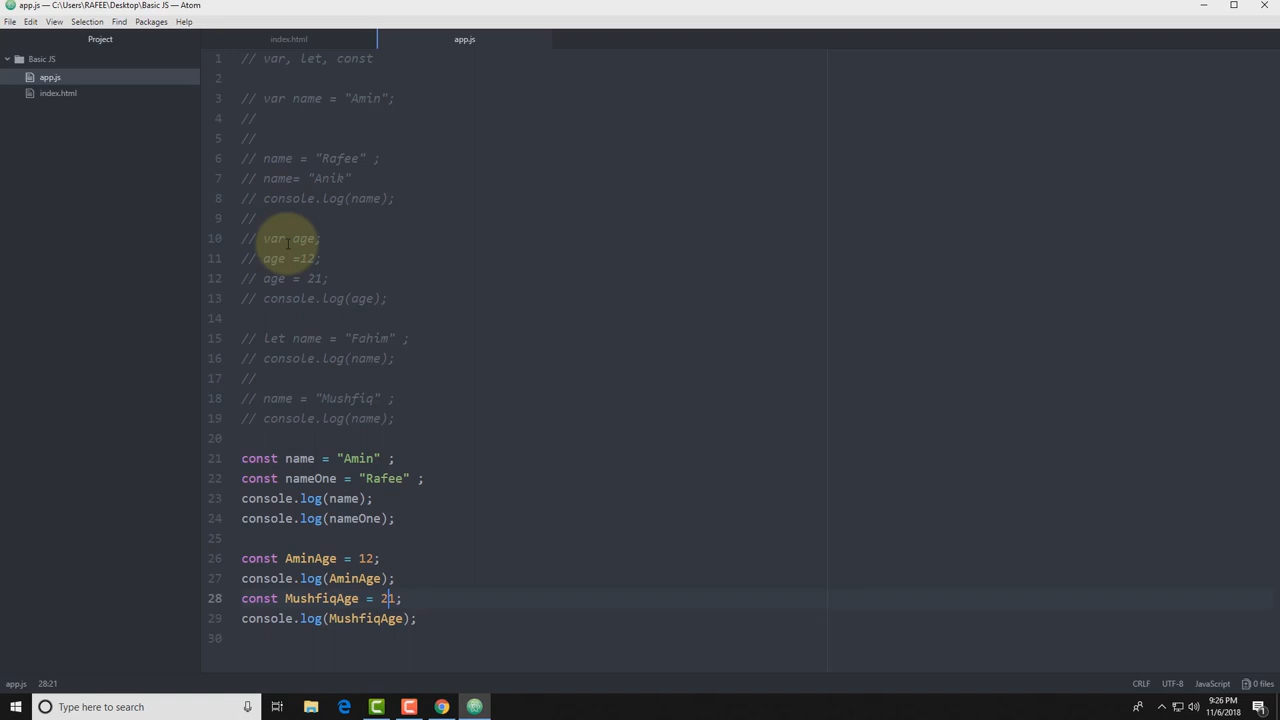 app.js — C:\Users\RAFEE\Desktop\Basic JS — Atom
File Edit View Selection Find Packages Help
Project
index.html
app.js
Basic JS
app.js
index.html
1 // var, let, const
2
3 // var name = "Amin";
4 //
5 //
6 // name = "Rafee" ;
7 // name= "Anik"
8 // console.log(name);
9 //
10 // var age;
11 // age =12;
12 // age = 21;
13 // console.log(age);
14
15 // let name = "Fahim" ;
16 // console.log(name);
17 //
18 // name = "Mushfiq" ;
19 // console.log(name);
20
21 const name = "Amin" ;
22 const nameOne = "Rafee" ;
23 console.log(name);
24 console.log(nameOne);
25
26 const AminAge = 12;
27 console.log(AminAge);
28 const MushfiqAge = 21;
29 console.log(MushfiqAge);
30
app.js 28:21 CRLF UTF-8 JavaScript 0 files
Type here to search
9:26 PM
11/6/2018
1